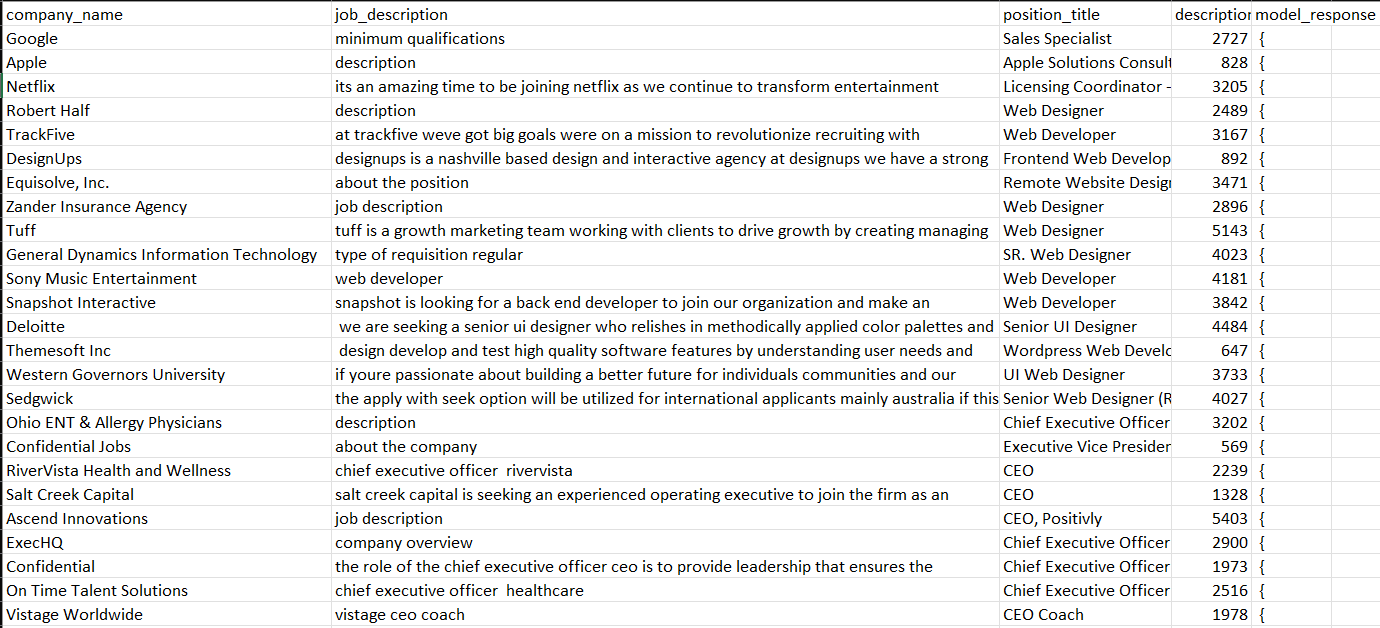 company_name job_description position_title description model_response
Google minimum qualifications Sales Specialist 2727 {
Apple description Apple Solutions Consult 828 {
Netflix its an amazing time to be joining netflix as we continue to transform entertainment Licensing Coordinator - 3205 {
Robert Half description Web Designer 2489 {
TrackFive at trackfive weve got big goals were on a mission to revolutionize recruiting with Web Developer 3167 {
DesignUps designups is a nashville based design and interactive agency at designups we have a strong Frontend Web Develop 892 {
Equisolve, Inc. about the position Remote Website Desig 3471 {
Zander Insurance Agency job description Web Designer 2896 {
Tuff tuff is a growth marketing team working with clients to drive growth by creating managing Web Designer 5143 {
General Dynamics Information Technology type of requisition regular SR. Web Designer 4023 {
Sony Music Entertainment web developer Web Developer 4181 {
Snapshot Interactive snapshot is looking for a back end developer to join our organization and make an Web Developer 3842 {
Deloitte we are seeking a senior ui designer who relishes in methodically applied color palettes and Senior UI Designer 4484 {
Themesoft Inc design develop and test high quality software features by understanding user needs and Wordpress Web Develo 647 {
Western Governors University if youre passionate about building a better future for individuals communities and our UI Web Designer 3733 {
Sedgwick the apply with seek option will be utilized for international applicants mainly australia if this Senior Web Designer (R 4027 {
Ohio ENT & Allergy Physicians description Chief Executive Officer 3202 {
Confidential Jobs about the company Executive Vice Presiden 569 {
RiverVista Health and Wellness chief executive officer rivervista CEO 2239 {
Salt Creek Capital salt creek capital is seeking an experienced operating executive to join the firm as an CEO 1328 {
Ascend Innovations job description CEO, Positivly 5403 {
ExecHQ company overview Chief Executive Officer 2900 {
Confidential the role of the chief executive officer ceo is to provide leadership that ensures the Chief Executive Officer 1973 {
On Time Talent Solutions chief executive officer healthcare Chief Executive Officer 2516 {
Vistage Worldwide vistage ceo coach CEO Coach 1978 {